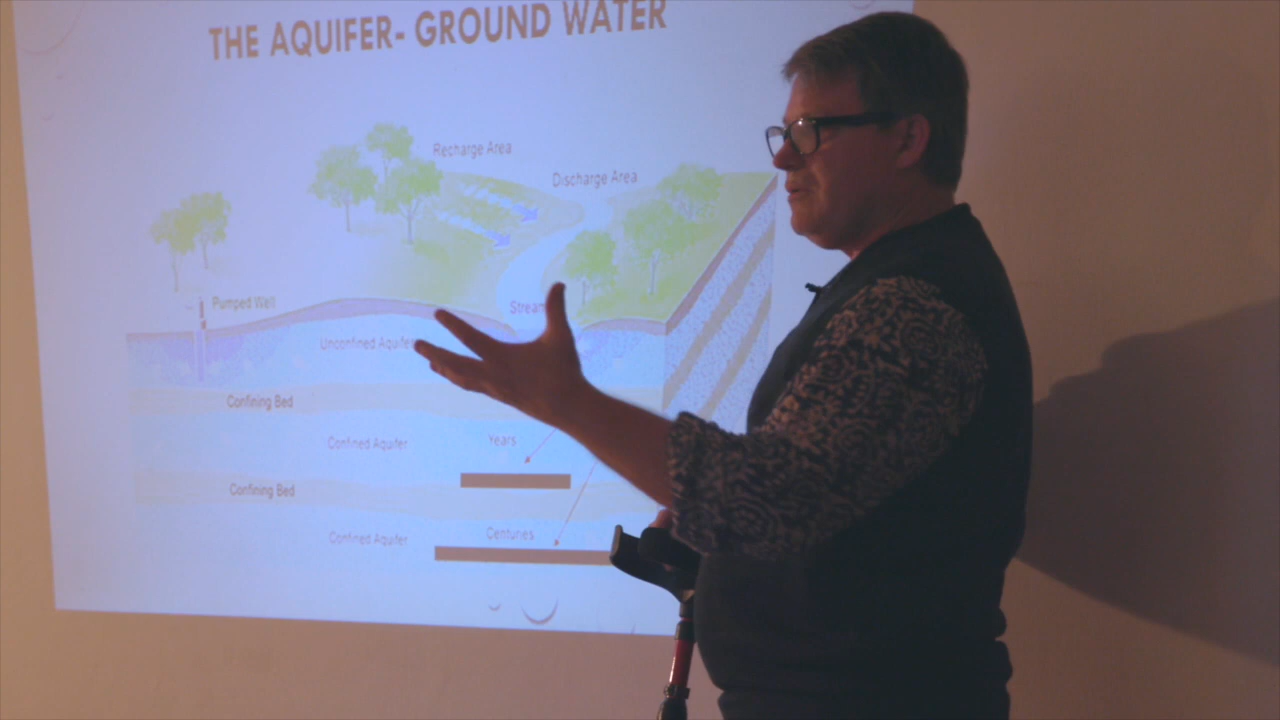 THE AQUIFER- GROUND WATER
Recharge Area
Discharge Area
Pumped Well
Stream
Unconfined Aquifer
Confining Bed
Confined Aquifer
Years
Confining Bed
Confined Aquifer
Centuries